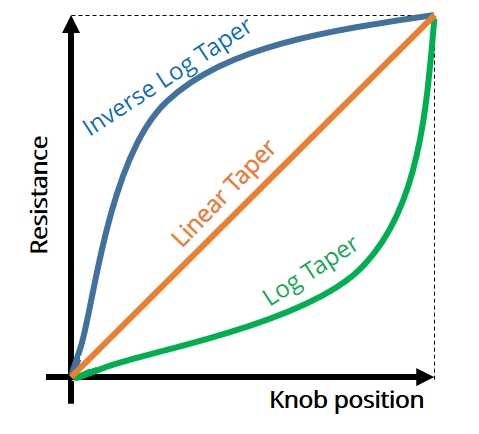 Inverse Log Taper
Linear Taper
Log Taper
Resistance
Knob position